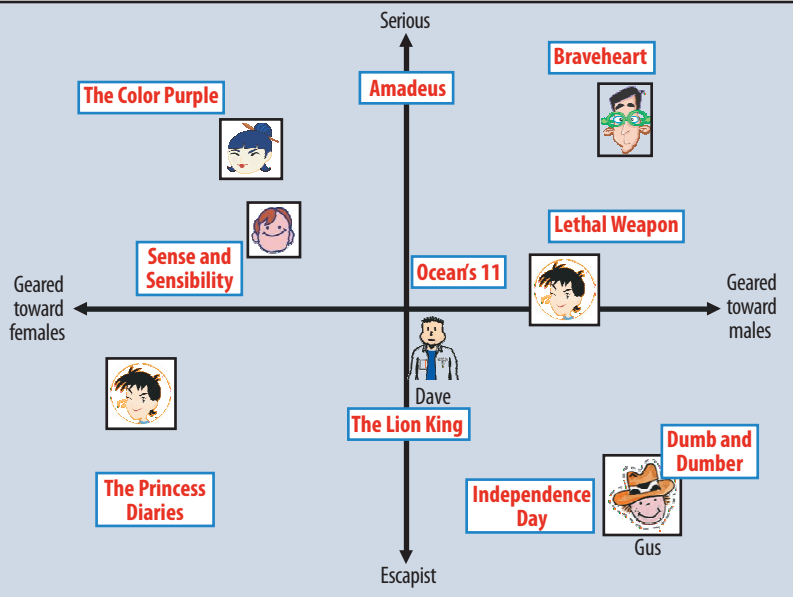 Serious
Braveheart
Amadeus
The Color Purple
Lethal Weapon
Sense and
Sensibility
Ocean's 11
Geared
toward
females
Geared
toward
males
Dave
The Lion King
Dumb and
Dumber
The Princess
Diaries
Independence
Day
Gus
Escapist